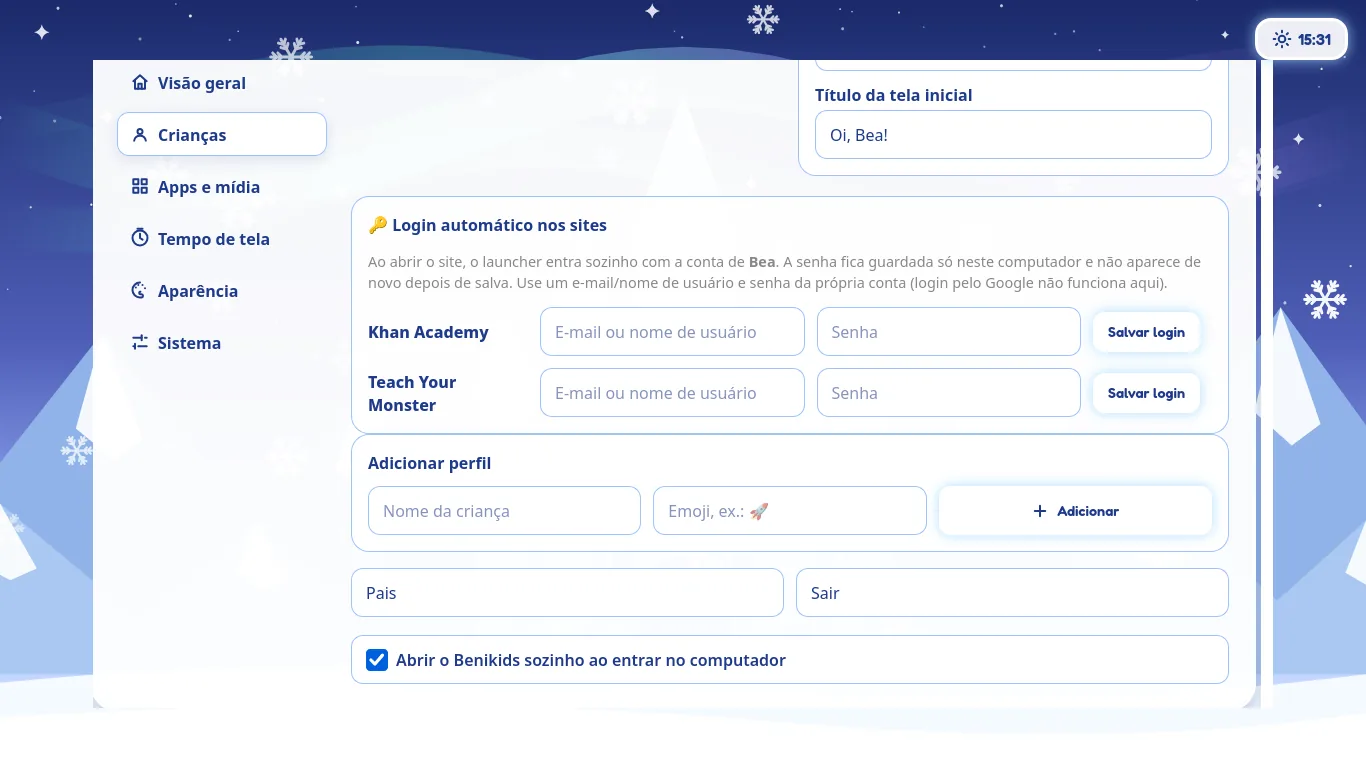 15:31
Visão geral
Crianças
Apps e mídia
Tempo de tela
Aparência
Sistema
Título da tela inicial
Oi, Bea!
🔑 Login automático nos sites
Ao abrir o site, o launcher entra sozinho com a conta de Bea. A senha fica guardada só neste computador e não aparece de
novo depois de salva. Use um e-mail/nome de usuário e senha da própria conta (login pelo Google não funciona aqui).
Khan Academy
E-mail ou nome de usuário
Senha
Salvar login
Teach Your
Monster
E-mail ou nome de usuário
Senha
Salvar login
Adicionar perfil
Nome da criança
Emoji, ex.: 🚀
+ Adicionar
Pais
Sair
Abrir o Benikids sozinho ao entrar no computador